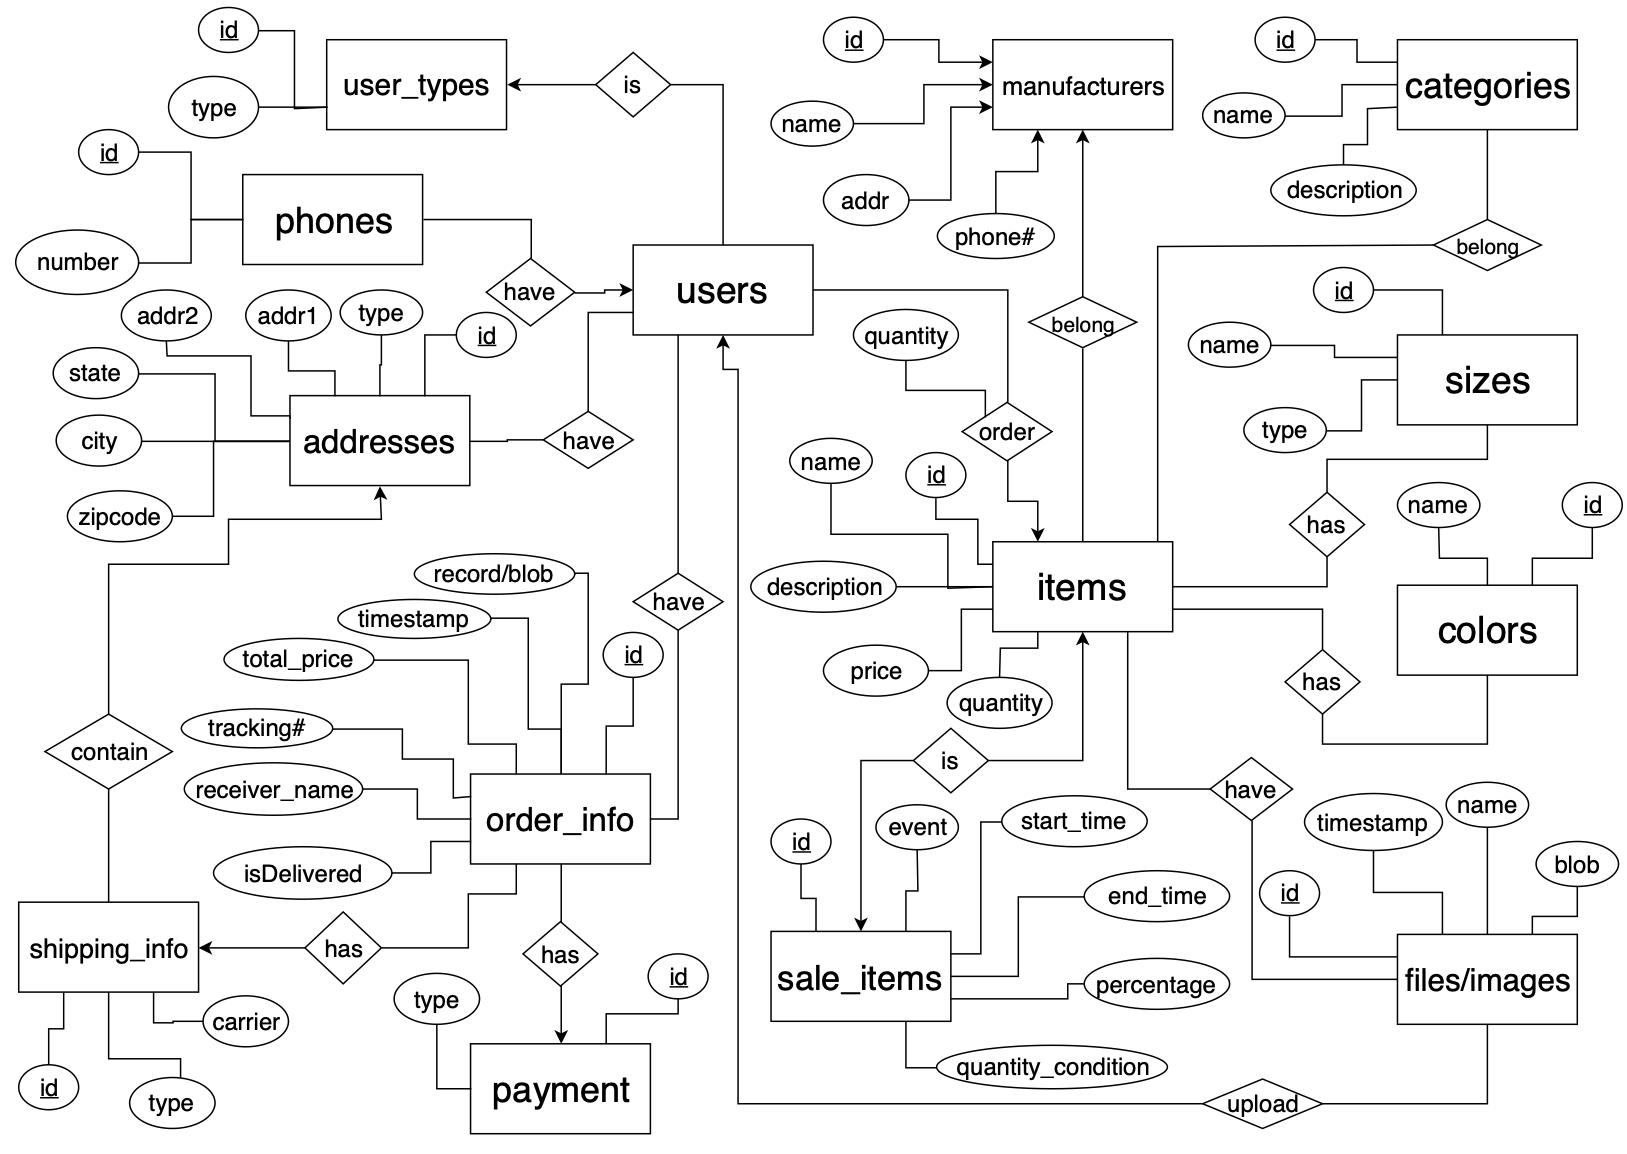 id
user_types
type
is
id
manufacturers
name
addr
phone#
id
categories
name
description
belong
id
phones
number
have
users
addr2
addr1
type
id
state
city
zipcode
addresses
have
quantity
order
belong
id
name
sizes
type
has
name
id
colors
has
name
id
description
items
price
quantity
record/blob
timestamp
total_price
id
have
tracking#
receiver_name
order_info
isDelivered
contain
is
id
event
start_time
end_time
sale_items
percentage
quantity_condition
have
timestamp
name
blob
id
files/images
upload
shipping_info
has
has
carrier
id
type
type
id
payment